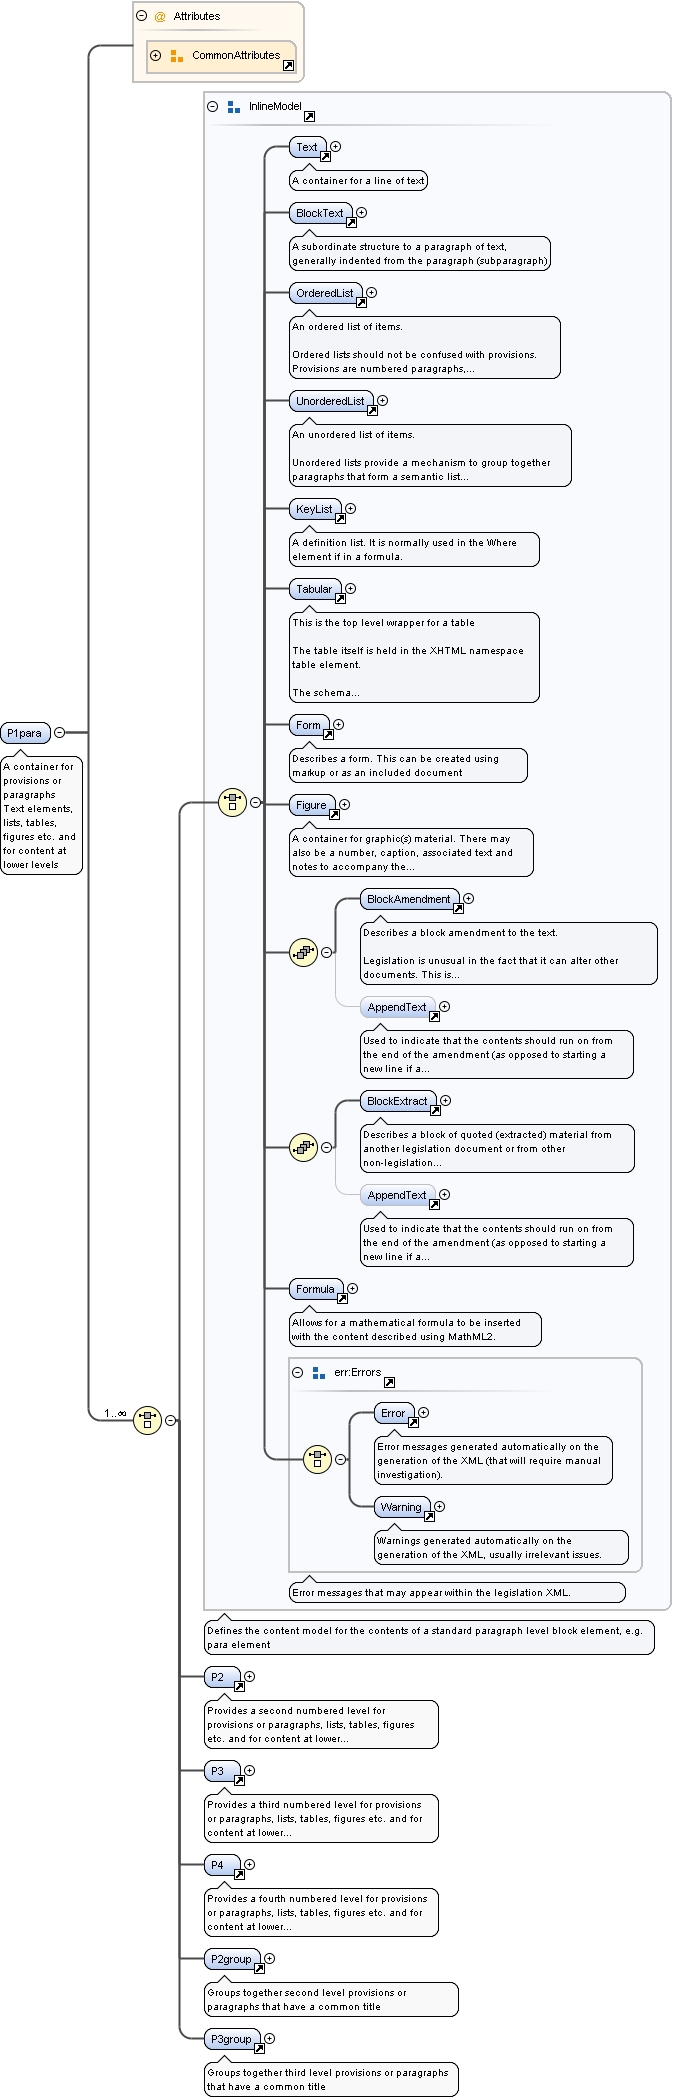 @ Attributes
CommonAttributes
InlineModel
Text
A container for a line of text
BlockText
A subordinate structure to a paragraph of text,
generally indented from the paragraph (subparagraph)
OrderedList
An ordered list of items.
Ordered lists should not be confused with provisions.
Provisions are numbered paragraphs,...
UnorderedList
An unordered list of items.
Unordered lists provide a mechanism to group together
paragraphs that form a semantic list...
KeyList
A definition list. It is normally used in the Where
element if in a formula.
Tabular
This is the top level wrapper for a table
The table itself is held in the XHTML namespace
table element.
The schema...
P1para
A container for
provisions or
paragraphs
Text elements,
lists, tables,
figures etc. and
for content at
lower levels
Form
Describes a form. This can be created using
markup or as an included document
Figure
A container for graphic(s) material. There may
also be a number, caption, associated text and
notes to accompany the...
BlockAmendment
Describes a block amendment to the text.
Legislation is unusual in the fact that it can alter other
documents. This is...
AppendText
Used to indicate that the contents should run on from
the end of the amendment (as opposed to starting a
new line if a...
BlockExtract
Describes a block of quoted (extracted) material from
another legislation document or from other
non-legislation...
AppendText
Used to indicate that the contents should run on from
the end of the amendment (as opposed to starting a
new line if a...
Formula
Allows for a mathematical formula to be inserted
with the content described using MathML2.
err:Errors
Error
Error messages generated automatically on the
generation of the XML (that will require manual
investigation).
Warning
Warnings generated automatically on the
generation of the XML, usually irrelevant issues.
Error messages that may appear within the legislation XML.
1..∞
Defines the content model for the contents of a standard paragraph level block element, e.g.
para element
P2
Provides a second numbered level for
provisions or paragraphs, lists, tables, figures
etc. and for content at lower...
P3
Provides a third numbered level for provisions
or paragraphs, lists, tables, figures etc. and for
content at lower...
P4
Provides a fourth numbered level for provisions
or paragraphs, lists, tables, figures etc. and for
content at lower...
P2group
Groups together second level provisions or
paragraphs that have a common title
P3group
Groups together third level provisions or paragraphs
that have a common title